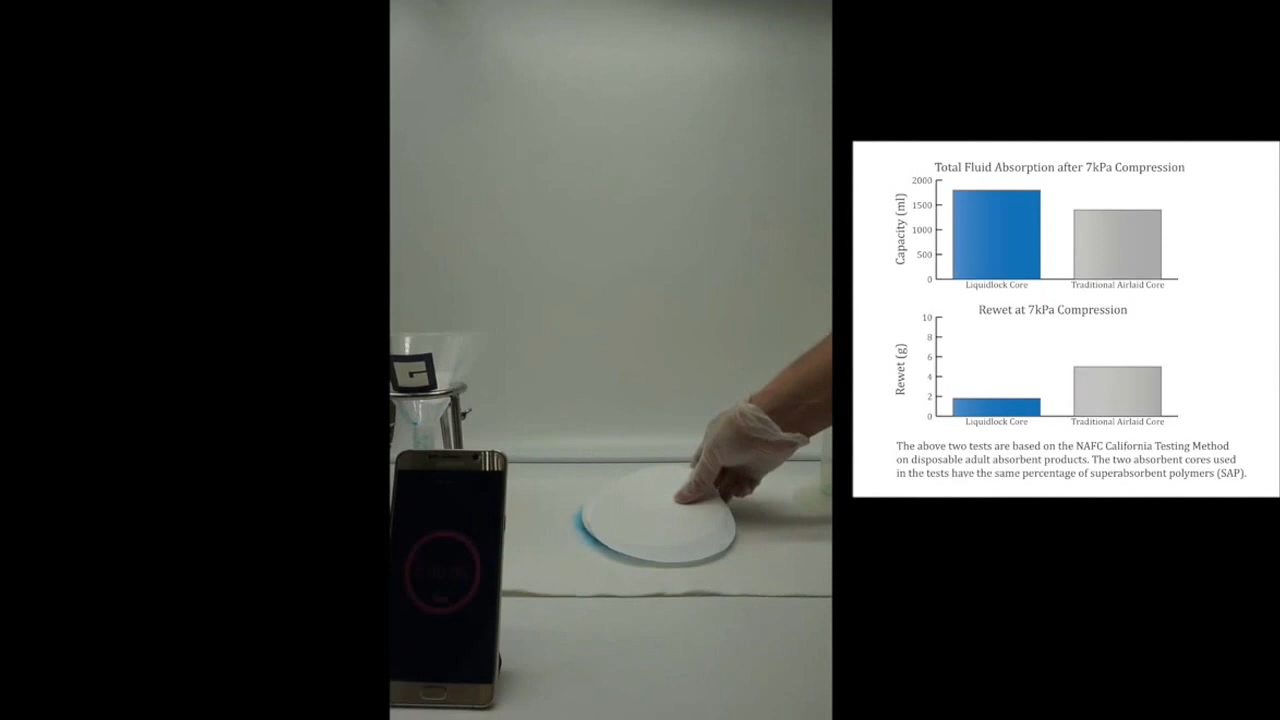 Total Fluid Absorption after 7kPa Compression
2000
1500
1000
500
0
Capacity (ml)
Liquidlock Core
Traditional Airlaid Core
Rewet at 7kPa Compression
10
8
6
4
2
0
Rewet (g)
Liquidlock Core
Traditional Airlaid Core
The above two tests are based on the NAFC California Testing Method
on disposable adult absorbent products. The two absorbent cores used
in the tests have the same percentage of superabsorbent polymers (SAP).